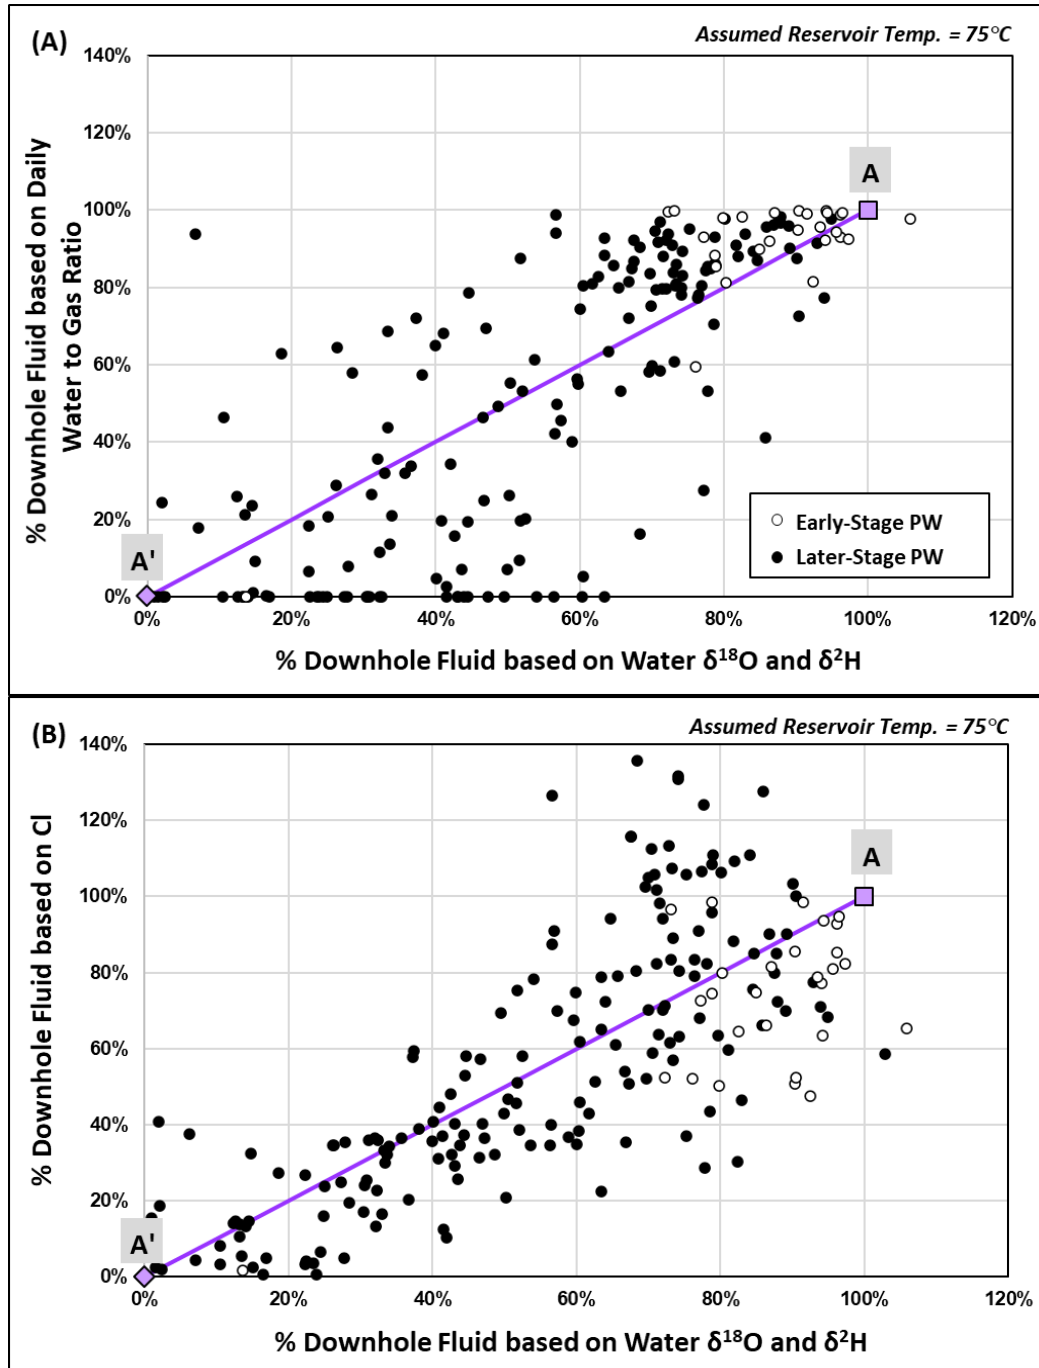 (A)
Assumed Reservoir Temp. = 75°C
% Downhole Fluid based on Daily
Water to Gas Ratio
140%
120%
100%
80%
60%
40%
20%
0%
A
A'
Early-Stage PW
Later-Stage PW
0% 20% 40% 60% 80% 100% 120%
% Downhole Fluid based on Water δ¹⁸O and δ²H
(B)
Assumed Reservoir Temp. = 75°C
% Downhole Fluid based on Cl
140%
120%
100%
80%
60%
40%
20%
0%
A
A'
0% 20% 40% 60% 80% 100% 120%
% Downhole Fluid based on Water δ¹⁸O and δ²H